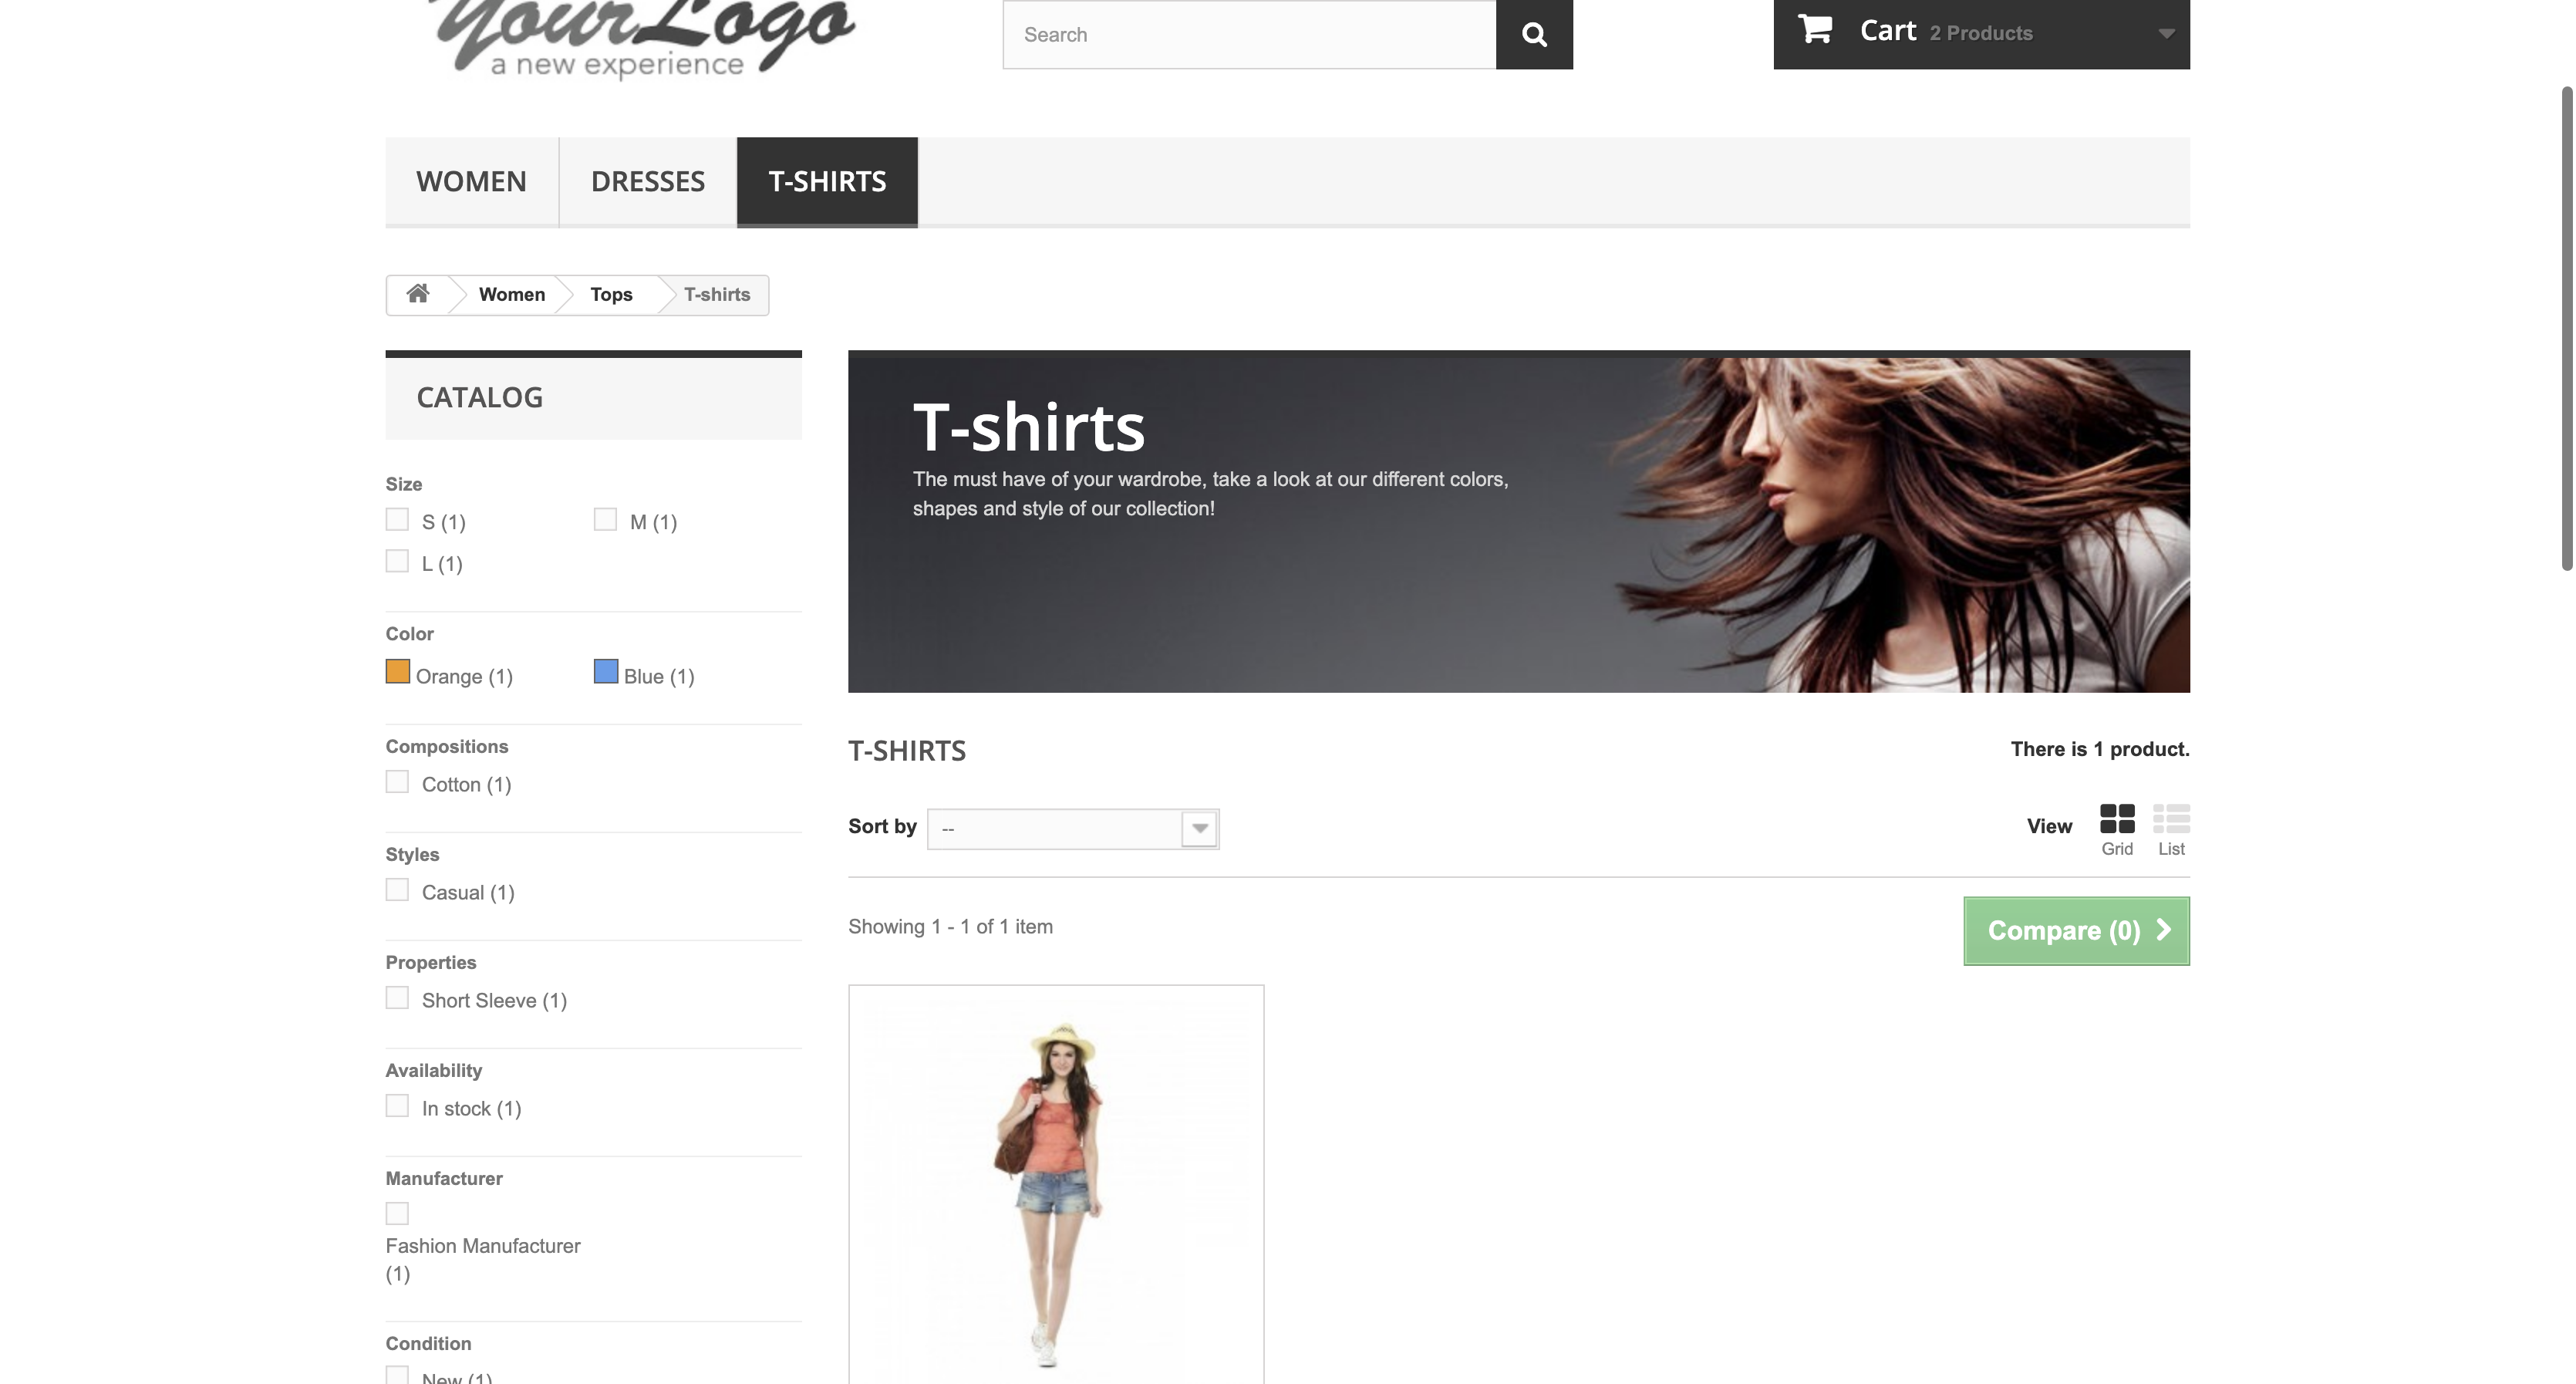 YourLogo
a new experience
Search
Cart 2 Products
WOMEN
DRESSES
T-SHIRTS
Women
Tops
T-shirts
CATALOG
Size
S (1)
M (1)
L (1)
Color
Orange (1)
Blue (1)
Compositions
Cotton (1)
Styles
Casual (1)
Properties
Short Sleeve (1)
Availability
In stock (1)
Manufacturer
Fashion Manufacturer
(1)
Condition
New (1)
T-shirts
The must have of your wardrobe, take a look at our different colors,
shapes and style of our collection!
T-SHIRTS
There is 1 product.
Sort by
--
View
Grid
List
Showing 1 - 1 of 1 item
Compare (0)